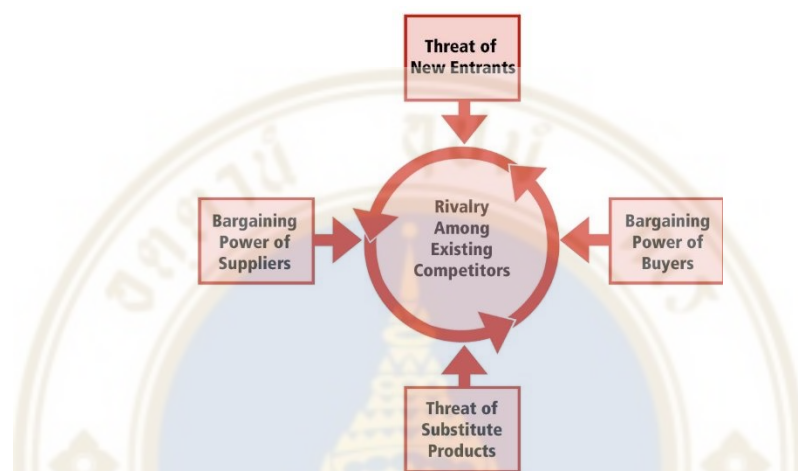 Threat of
New Entrants
Bargaining
Power of
Suppliers
Rivalry
Among
Existing
Competitors
Bargaining
Power of
Buyers
Threat of
Substitute
Products